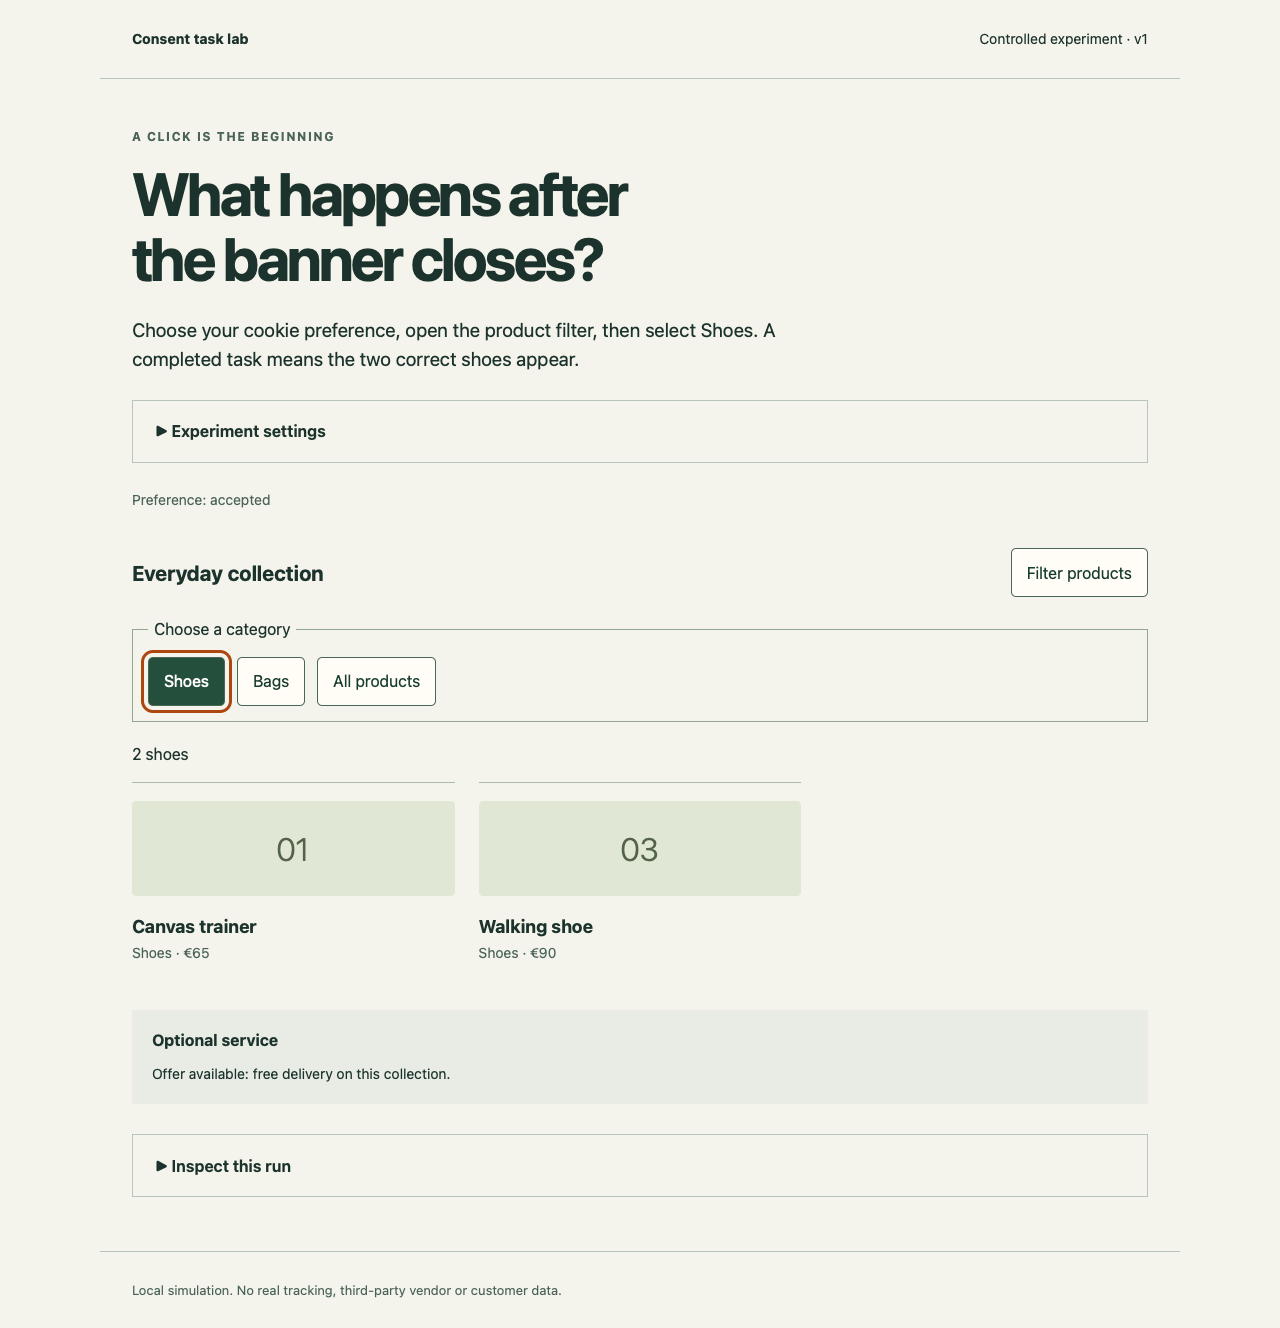 Consent task lab
Controlled experiment · v1
A CLICK IS THE BEGINNING
What happens after
the banner closes?
Choose your cookie preference, open the product filter, then select Shoes. A
completed task means the two correct shoes appear.
Experiment settings
Preference: accepted
Everyday collection
Filter products
Choose a category
Shoes
Bags
All products
2 shoes
01
03
Canvas trainer
Walking shoe
Shoes · €65
Shoes · €90
Optional service
Offer available: free delivery on this collection.
Inspect this run
Local simulation. No real tracking, third-party vendor or customer data.